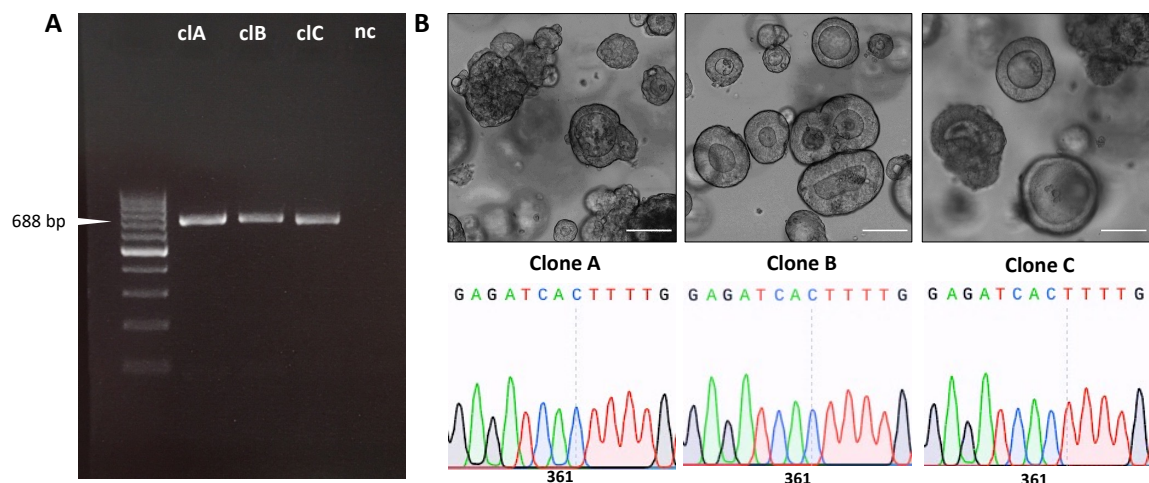 A
clA clB clC nc
688 bp
B
Clone A
Clone B
Clone C
G A G A T C A C T T T T G
G A G A T C A C T T T T G
G A G A T C A C T T T T G
361
361
361